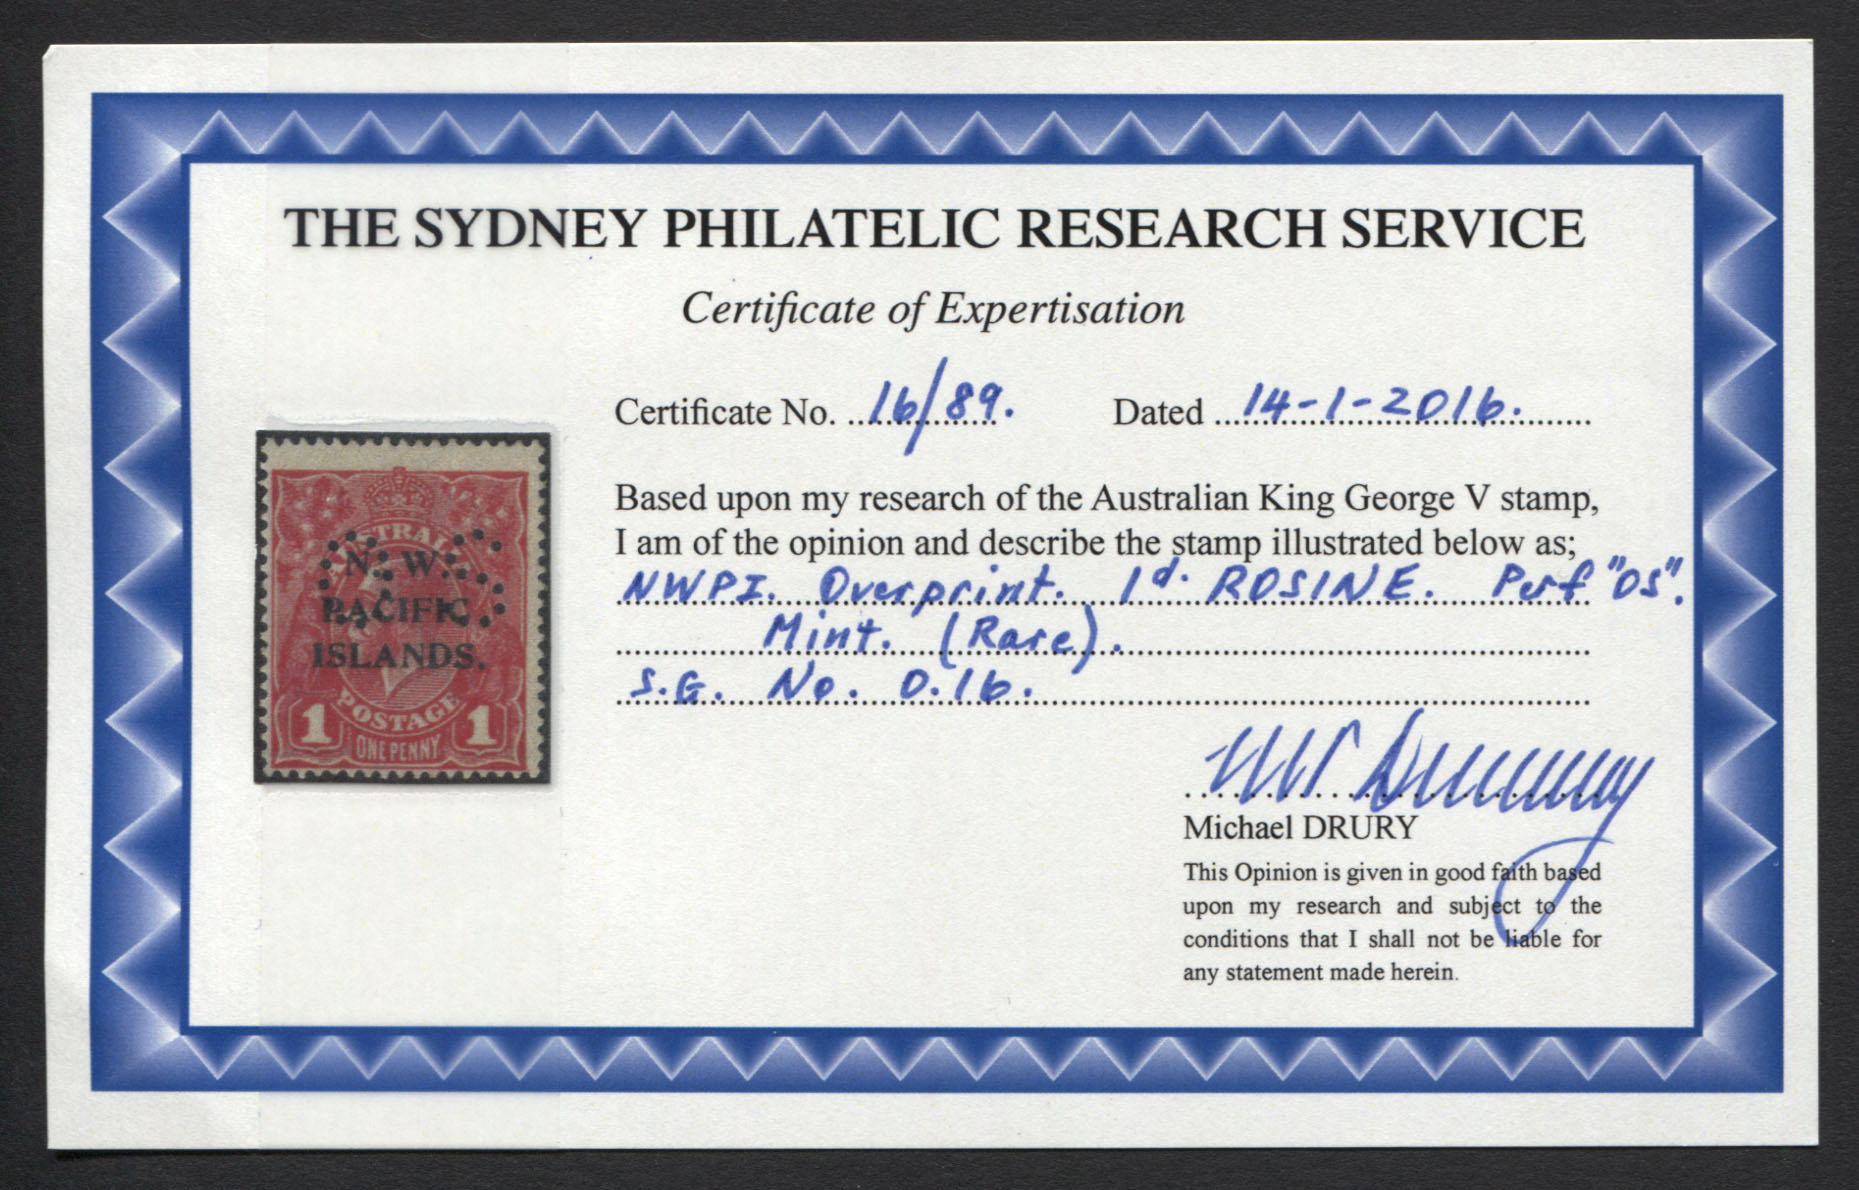 THE SYDNEY PHILATELIC RESEARCH SERVICE
Certificate of Expertisation
Certificate No. 16/89. Dated 14-1-2016.
Based upon my research of the Australian King George V stamp,
I am of the opinion and describe the stamp illustrated below as;
NWPI. Overprint. 1d. ROSINE. Perf "OS".
Mint. (Rare).
S.G. No. O.16.
N. W.
PACIFIC
ISLANDS.
POSTAGE
1 ONE PENNY 1
Michael DRURY
This Opinion is given in good faith based
upon my research and subject to the
conditions that I shall not be liable for
any statement made herein.